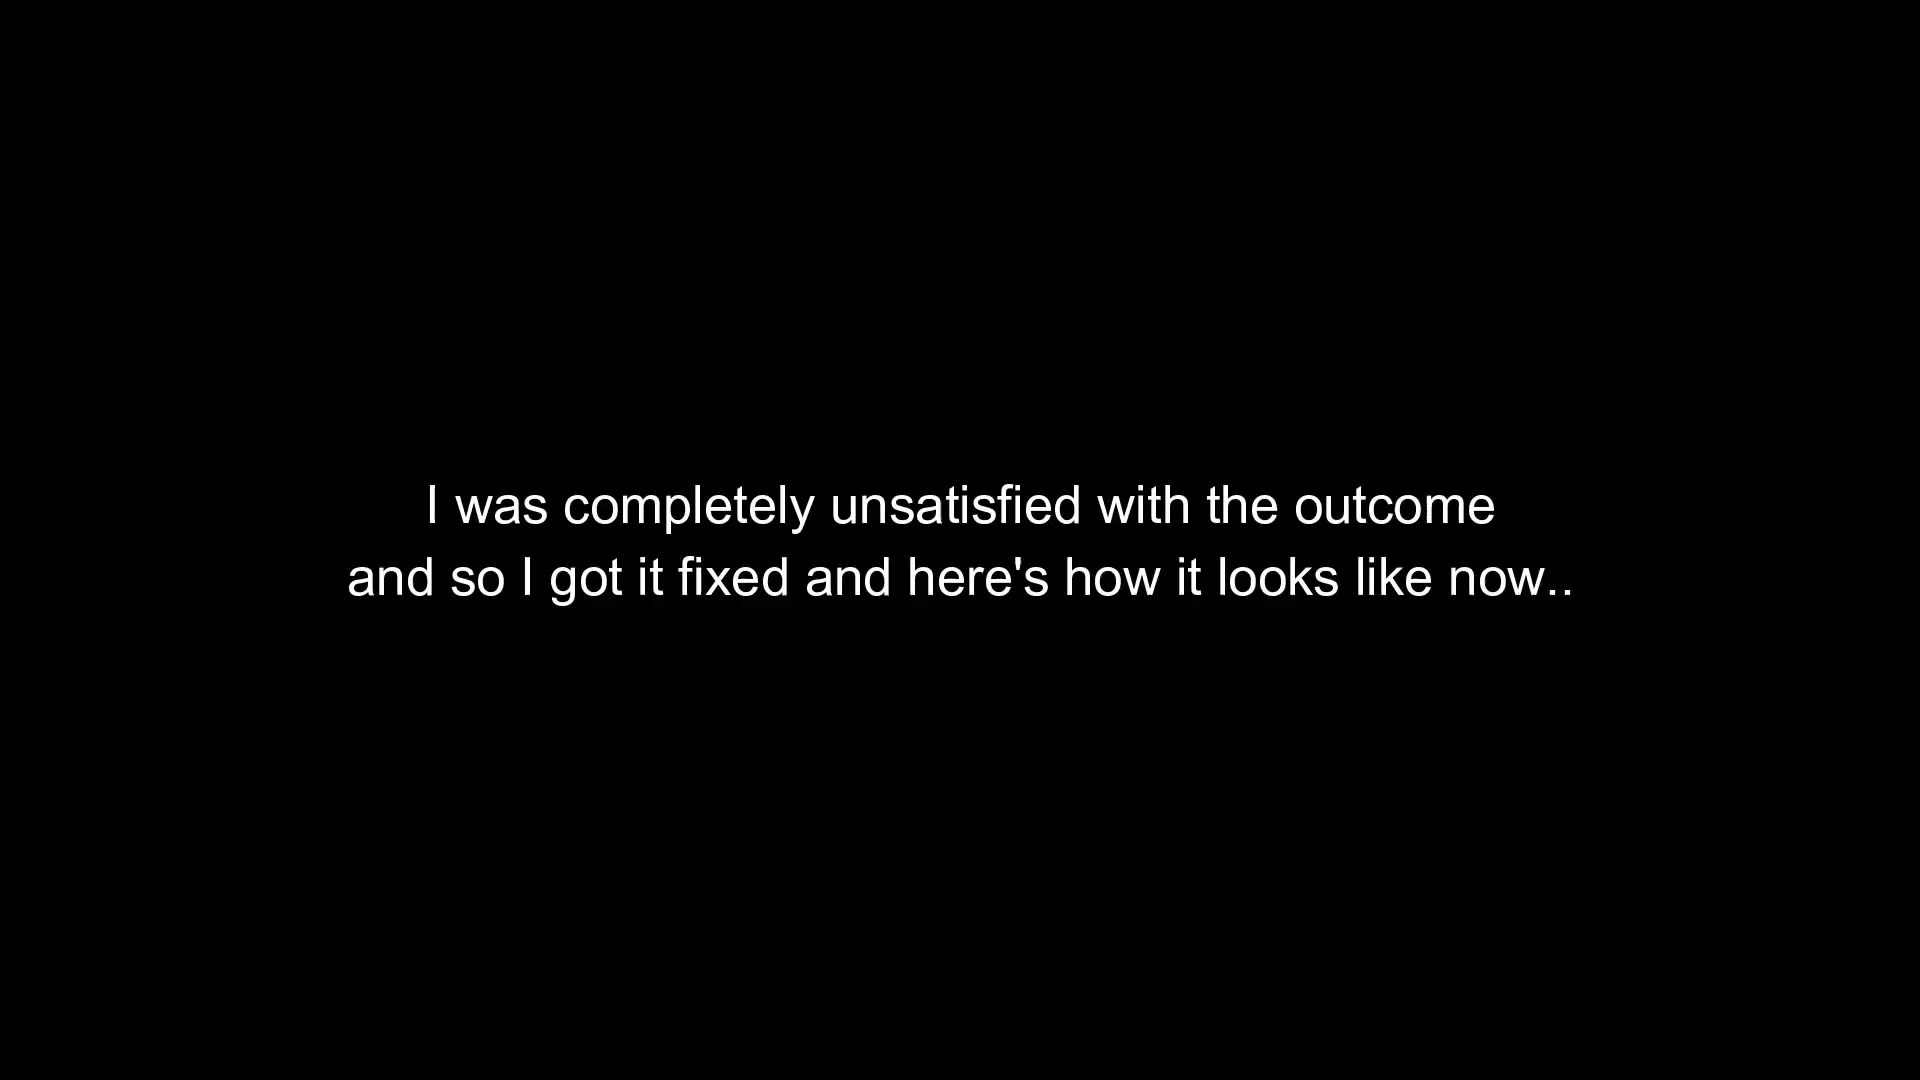 I was completely unsatisfied with the outcome
and so I got it fixed and here's how it looks like now..